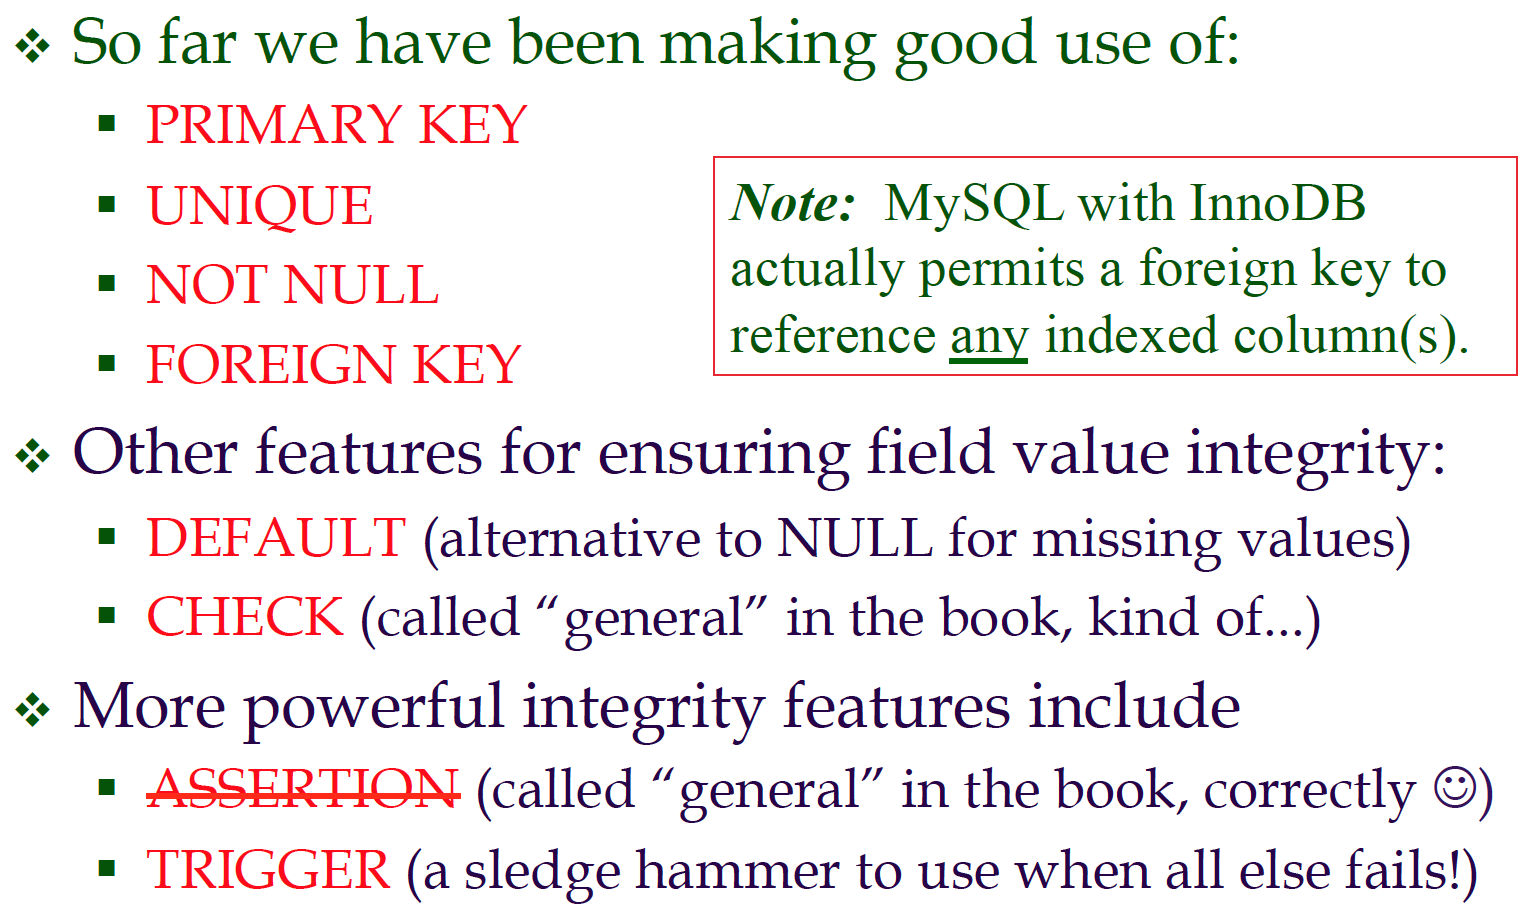 ❖ So far we have been making good use of:
▪ PRIMARY KEY
▪ UNIQUE
▪ NOT NULL
▪ FOREIGN KEY
Note: MySQL with InnoDB
actually permits a foreign key to
reference any indexed column(s).
❖ Other features for ensuring field value integrity:
▪ DEFAULT (alternative to NULL for missing values)
▪ CHECK (called “general” in the book, kind of...)
❖ More powerful integrity features include
▪ ASSERTION (called “general” in the book, correctly ☺)
▪ TRIGGER (a sledge hammer to use when all else fails!)